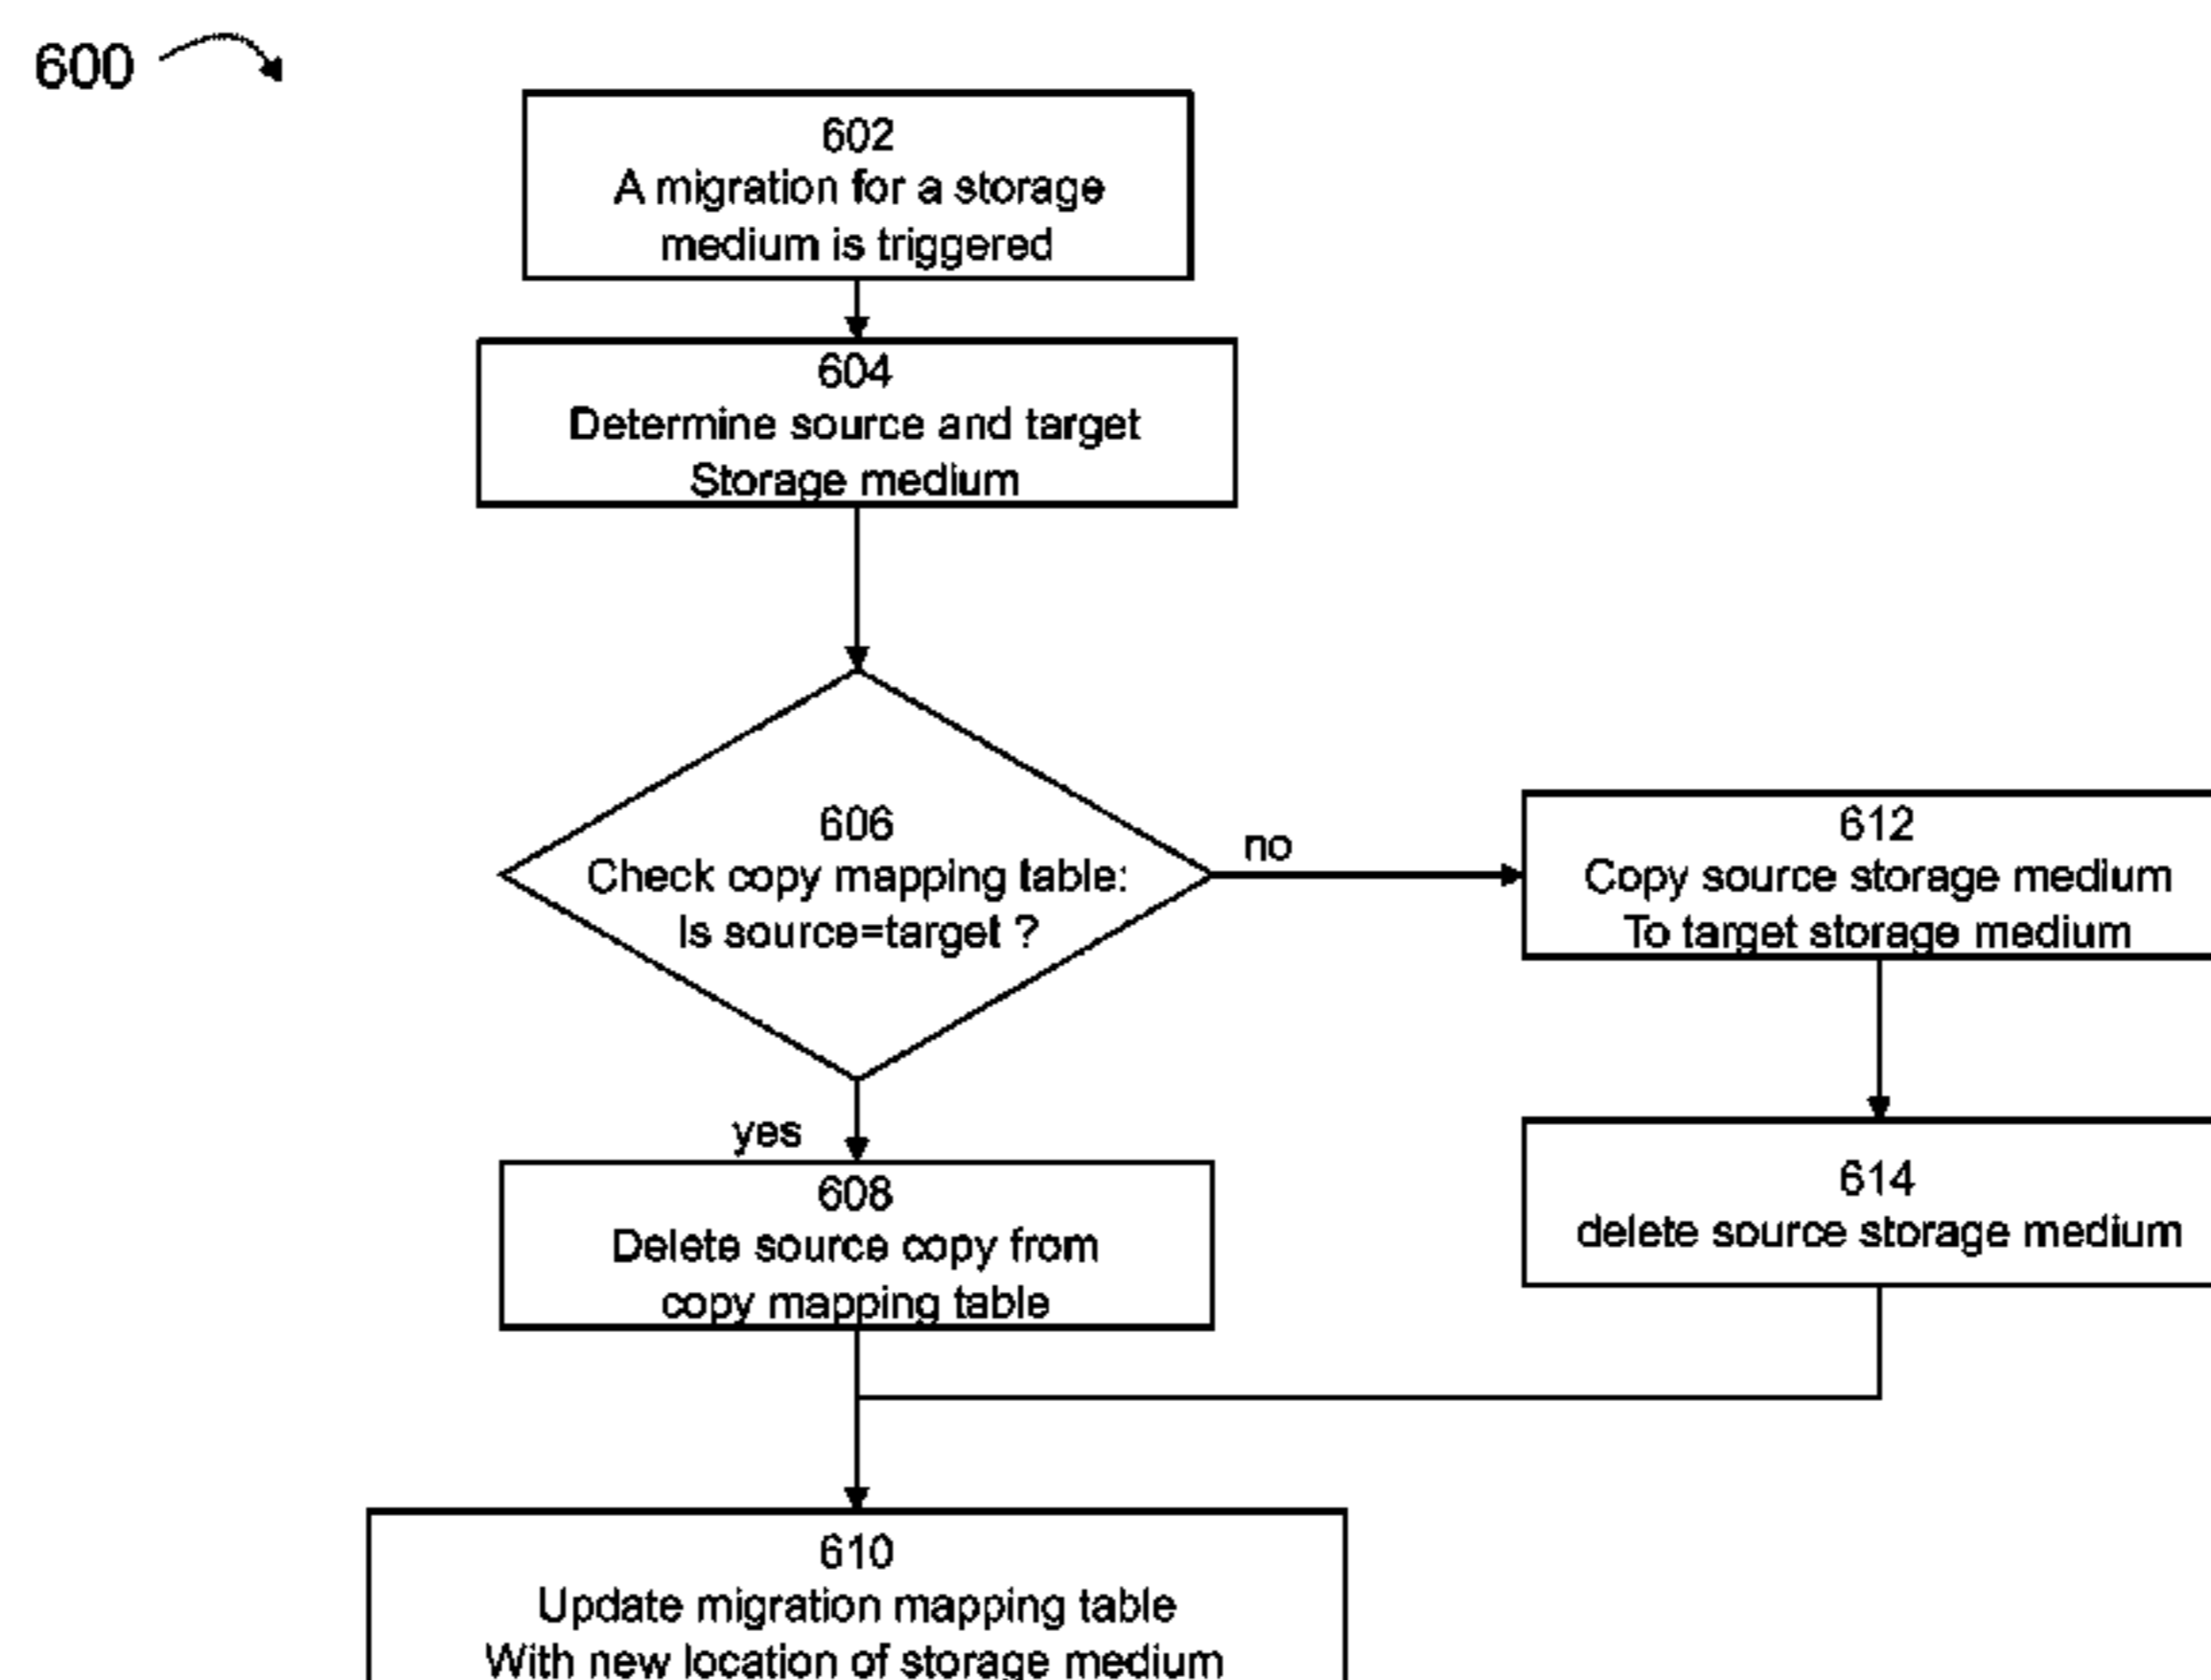 600
602
A migration for a storage
medium is triggered
604
Determine source and target
Storage medium
606
Check copy mapping table:
Is source=target ?
no
612
Copy source storage medium
To target storage medium
yes
608
Delete source copy from
copy mapping table
614
delete source storage medium
610
Update migration mapping table
With new location of storage medium